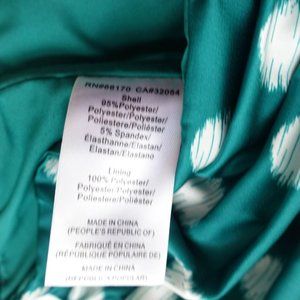 RN#66170 CA#32054
Shell
95%Polyester/
Polyester/Polyester/
Poliestere/Poliéster
5% Spandex/
Élasthanne/Elastan/
Elastan/Elastano
Lining
100% Polyester/
Polyester/Polyester/
Poliestere/Poliéster
MADE IN CHINA
(PEOPLE'S REPUBLIC OF)
FABRIQUÉ EN CHINE
(RÉPUBLIQUE POPULAIRE DE)
MADE IN CHINA